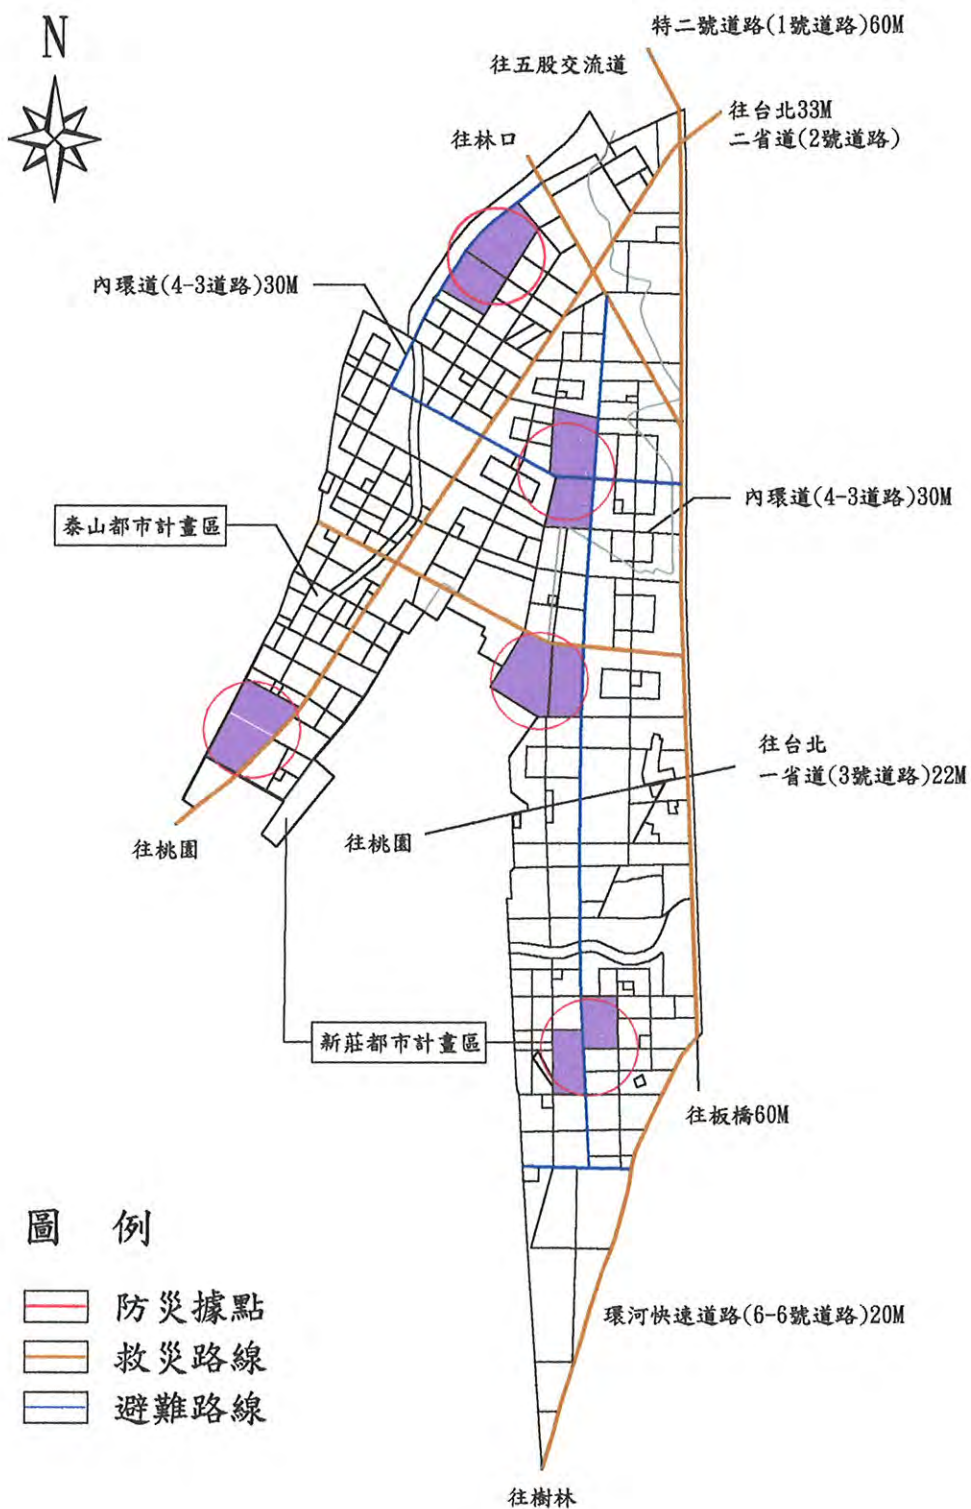 N
特二號道路(1號道路)60M
往五股交流道
往台北33M
二省道(2號道路)
往林口
內環道(4-3道路)30M
內環道(4-3道路)30M
泰山都市計畫區
往台北
一省道(3號道路)22M
往桃園
往桃園
新莊都市計畫區
往板橋60M
圖例
防災據點
救災路線
避難路線
環河快速道路(6-6號道路)20M
往樹林